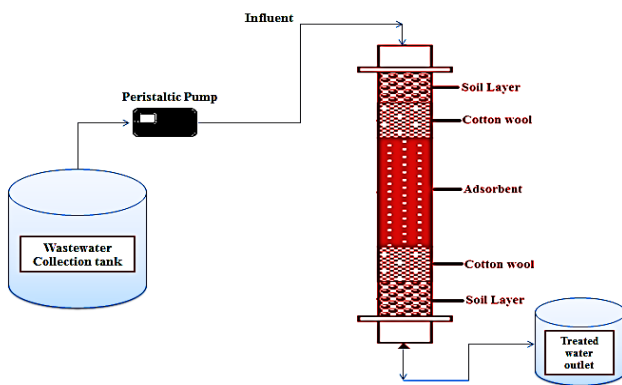 Influent
Peristaltic Pump
Soil Layer
Cotton wool
Adsorbent
Wastewater
Collection tank
Cotton wool
Soil Layer
Treated
water
outlet